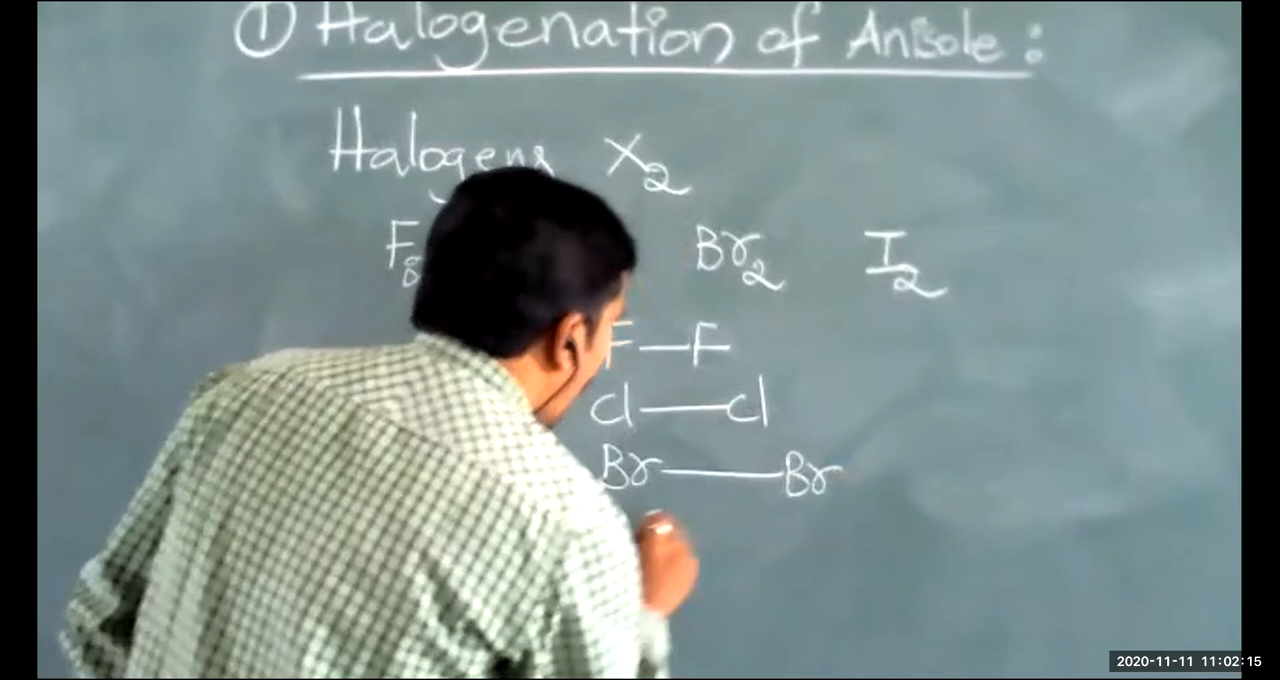 ① Halogenation of Anisole :
Halogens X₂
F Br₂ I₂
F—F
Cl—Cl
Br—Br
2020-11-11 11:02:15